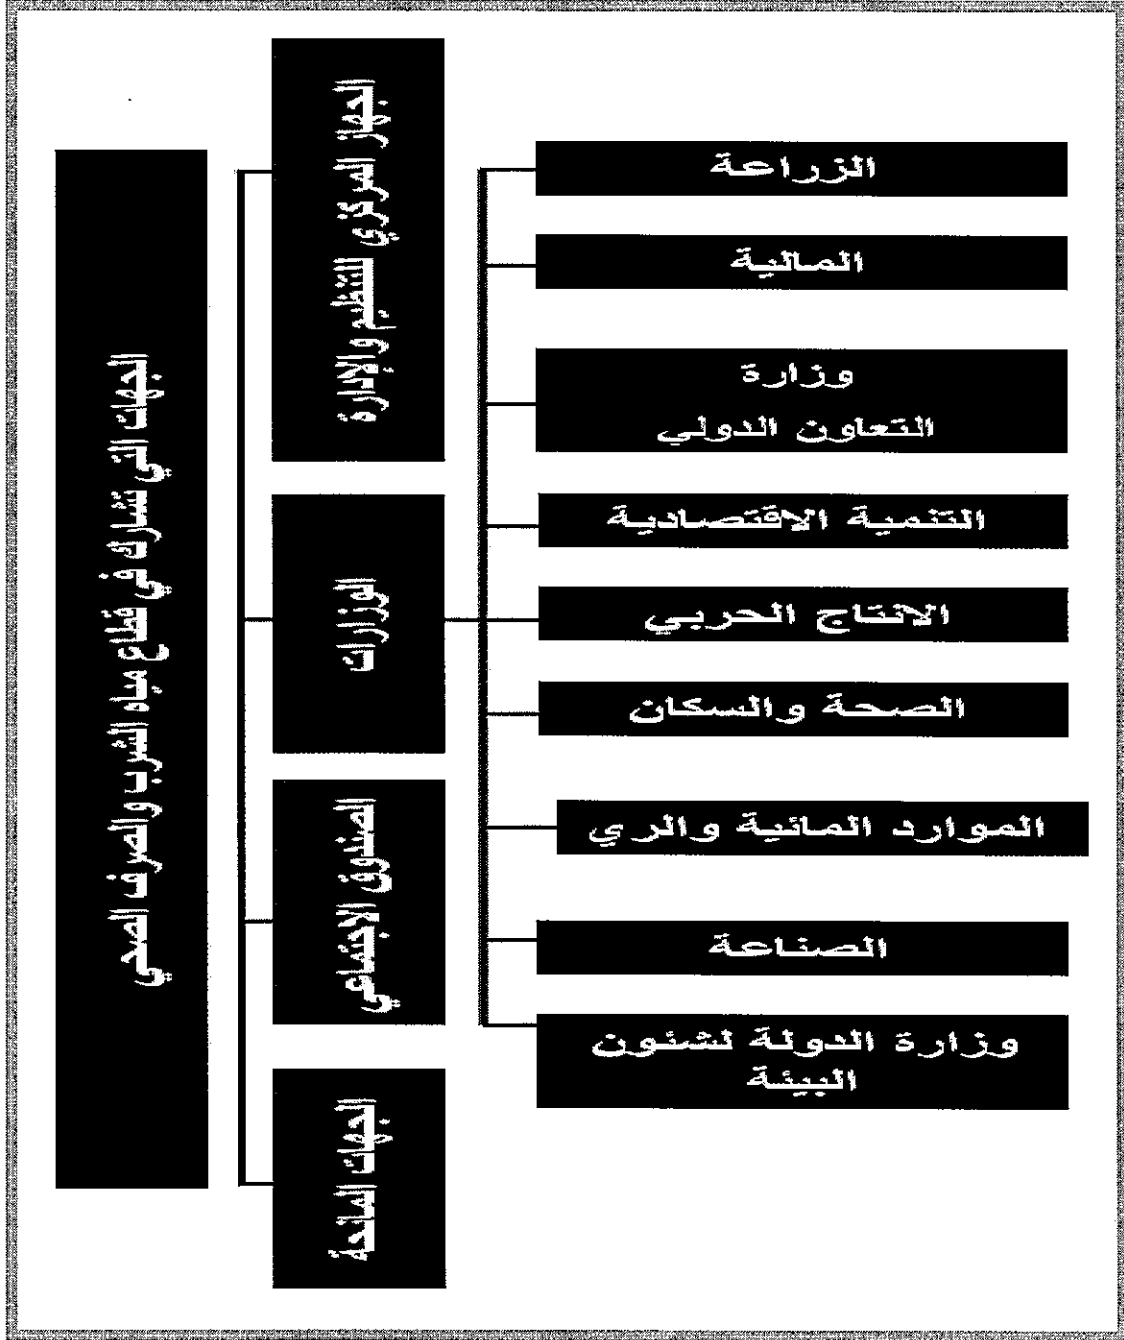 الجهات التي تشارك في قطاع مياه الشرب والصرف الصحي
الجهاز المركزي للتنظيم والإدارة
الوزارات
الصندوق الاجتماعي
الجهات المانحة
الزراعة
المالية
وزارة
التعاون الدولي
التنمية الاقتصادية
الانتاج الحربي
الصحة والسكان
الموارد المائية والري
الصناعة
وزارة الدولة لشئون
البيئة